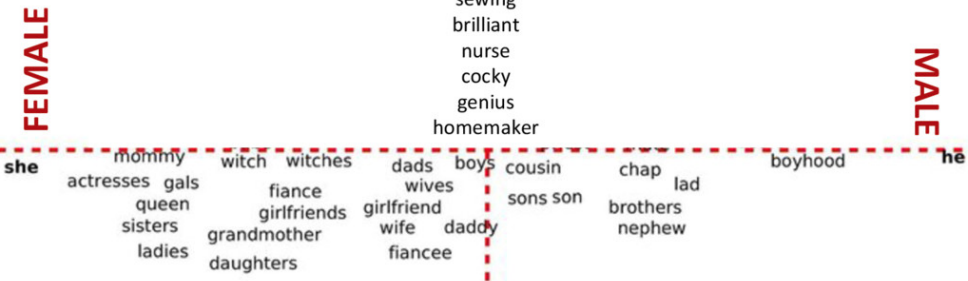 FEMALE
sewing
brilliant
nurse
cocky
genius
homemaker
MALE
she
mommy
witch witches
dads
boys
cousin
chap
boyhood
he
actresses gals
fiance
wives
lad
queen
girlfriends
girlfriend
sons son
brothers
sisters
grandmother
wife
daddy
nephew
ladies
daughters
fiancee